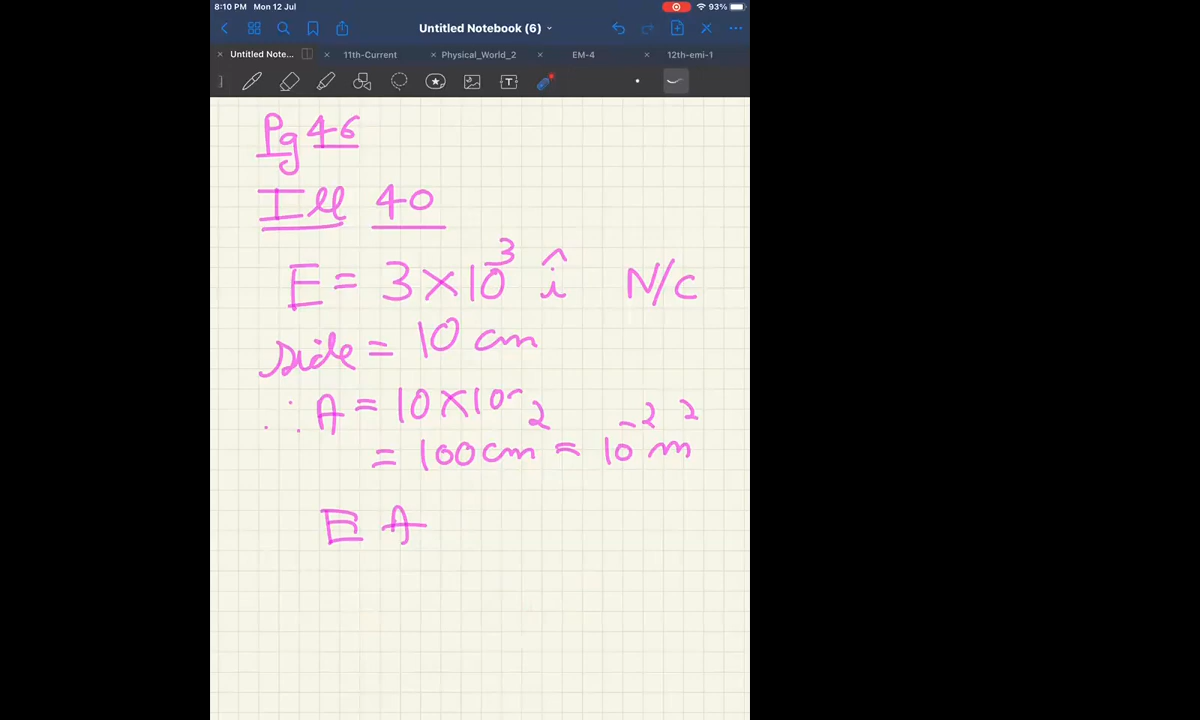 8:10 PM Mon 12 Jul 93%
Untitled Notebook (6)
Untitled Note... 11th-Current Physical_World_2 EM-4 12th-emi-1
Pg 46
Ill 40
E = 3 × 10³ î N/C
side = 10 cm
∴ A = 10 × 10
= 100 cm² = 10⁻² m²
E A